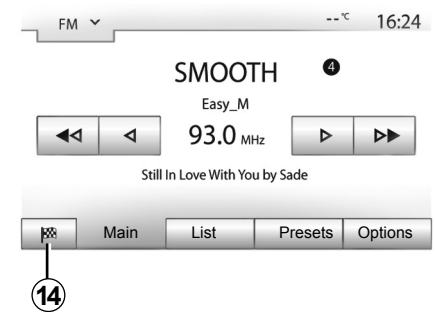 FM -- °C 16:24
SMOOTH 4
Easy_M
93.0 MHz
Still In Love With You by Sade
Main List Presets Options
14